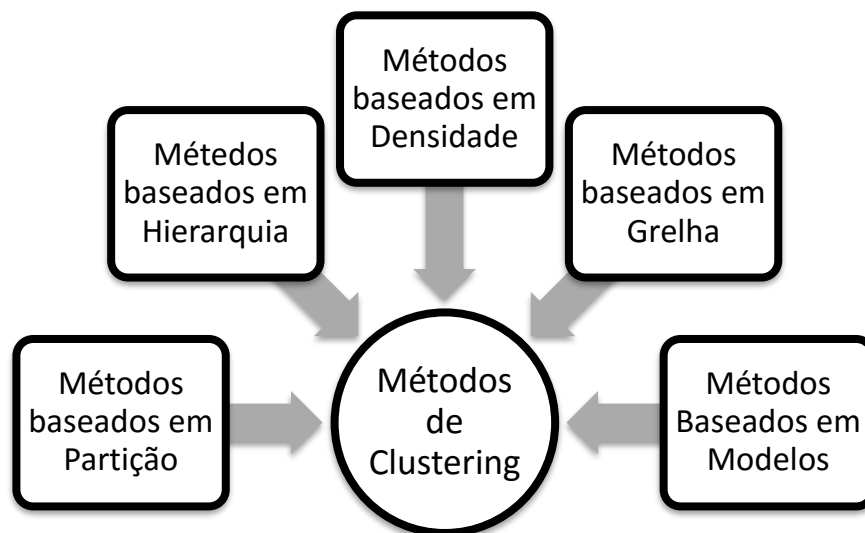 Métodos
baseados em
Densidade
Métedos
baseados em
Hierarquia
Métodos
baseados em
Grelha
Métodos
baseados em
Partição
Métodos
de
Clustering
Métodos
Baseados em
Modelos